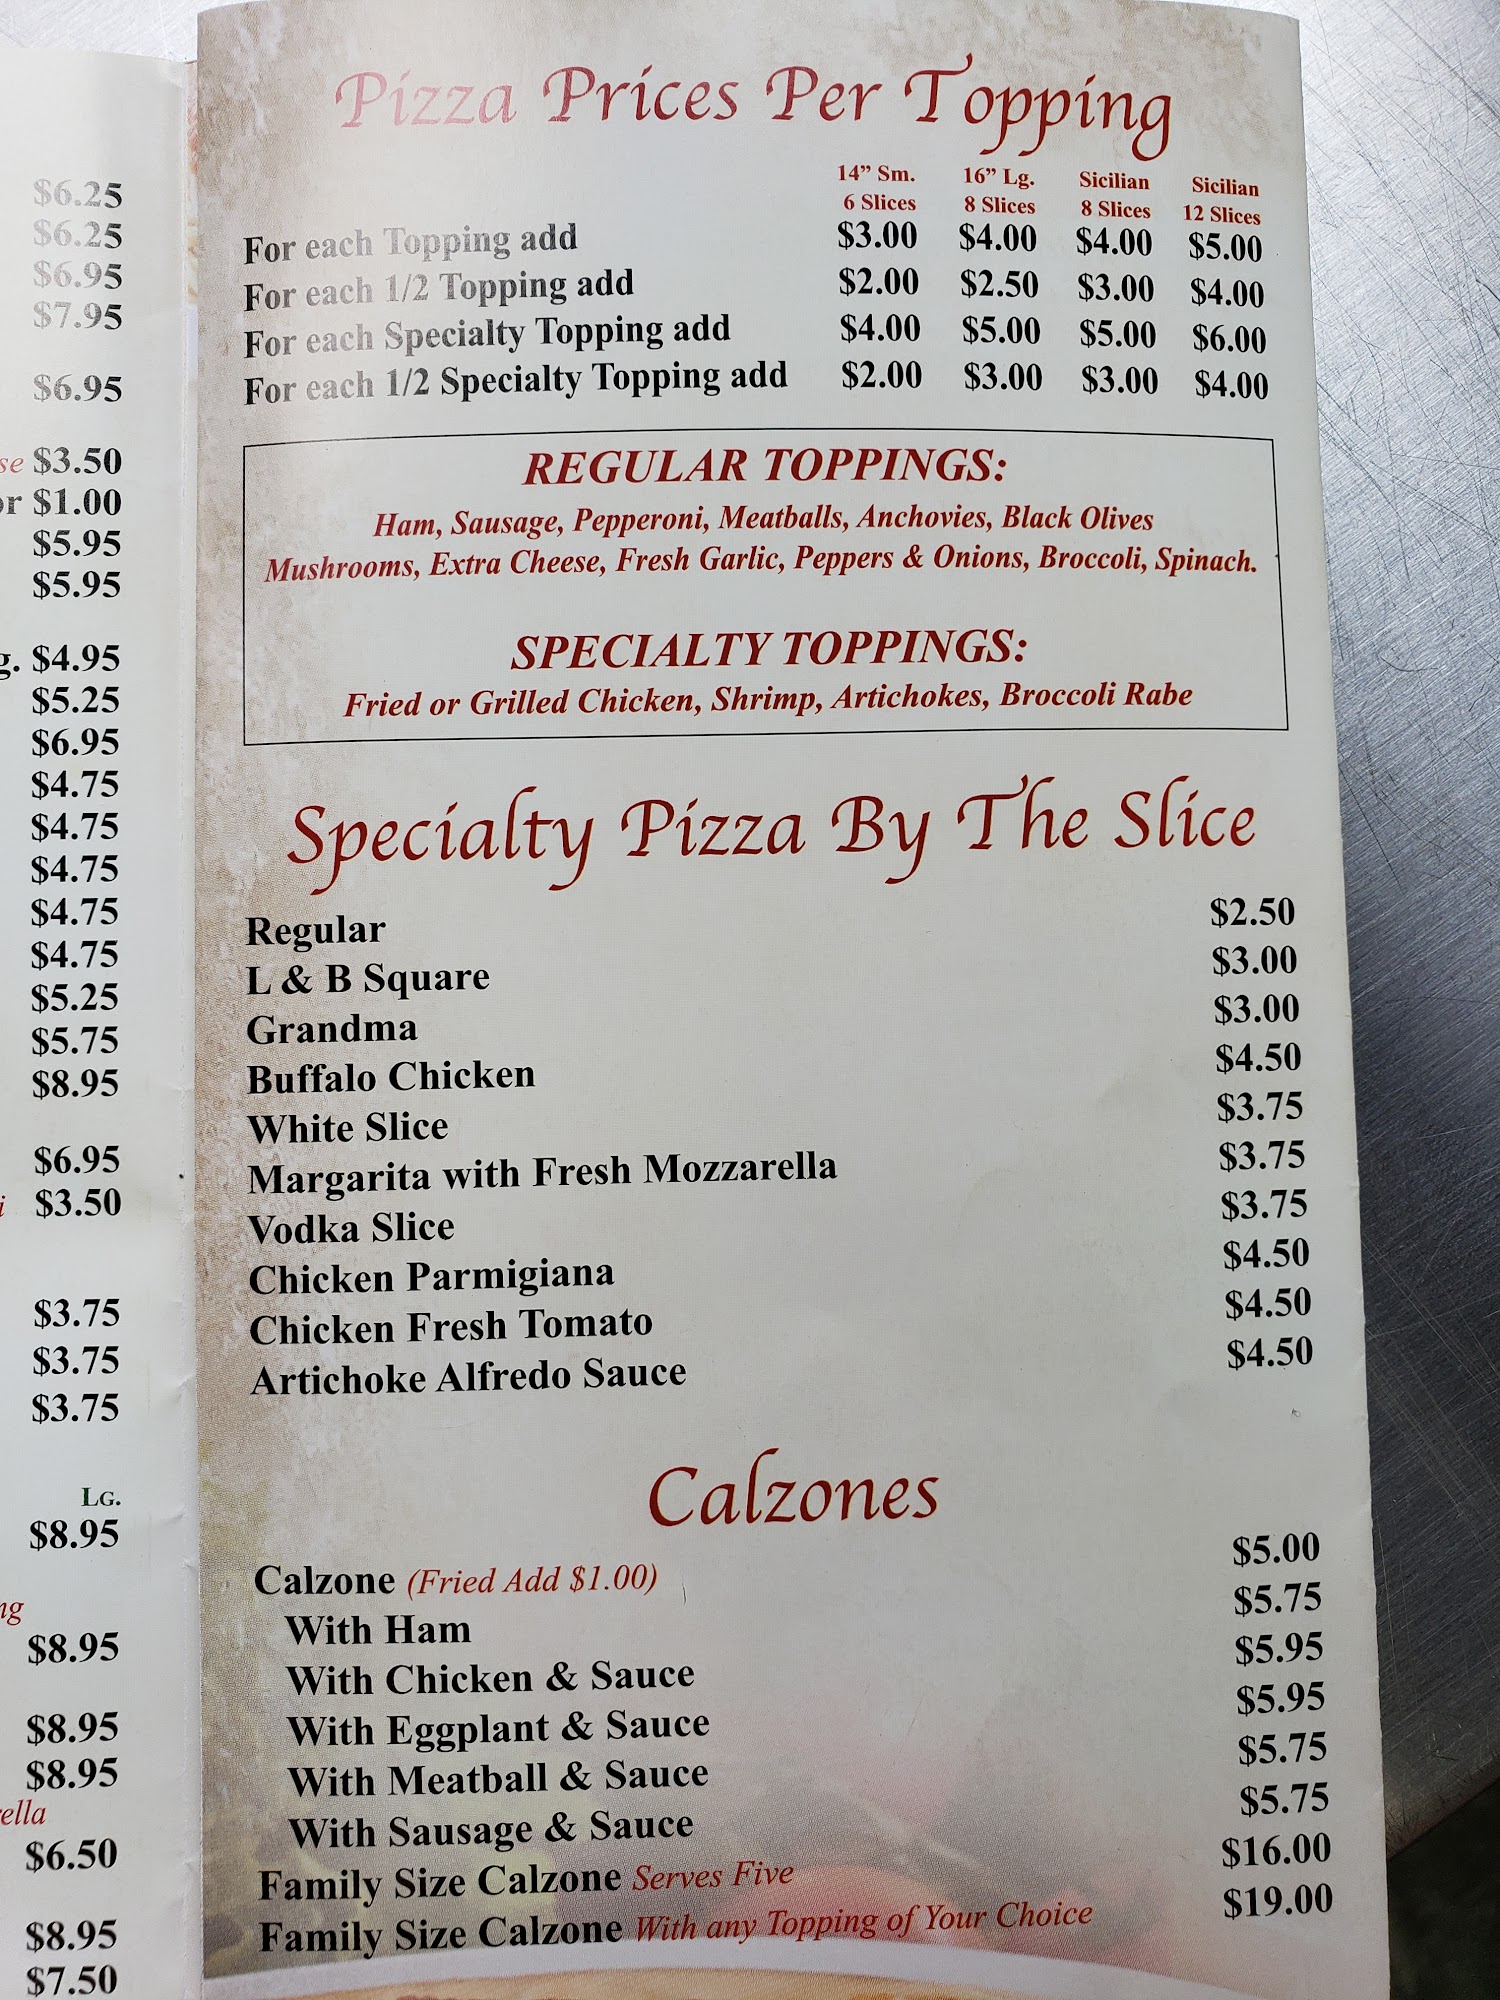 $6.25
$6.25
$6.95
$7.95
$6.95
se $3.50
or $1.00
$5.95
$5.95
g. $4.95
$5.25
$6.95
$4.75
$4.75
$4.75
$4.75
$4.75
$5.25
$5.75
$8.95
$6.95
i $3.50
$3.75
$3.75
$3.75
LG.
$8.95
ng
$8.95
$8.95
$8.95
ella
$6.50
$8.95
$7.50
Pizza Prices Per Topping
14” Sm. 16” Lg. Sicilian Sicilian
6 Slices 8 Slices 8 Slices 12 Slices
For each Topping add $3.00 $4.00 $4.00 $5.00
For each 1/2 Topping add $2.00 $2.50 $3.00 $4.00
For each Specialty Topping add $4.00 $5.00 $5.00 $6.00
For each 1/2 Specialty Topping add $2.00 $3.00 $3.00 $4.00
REGULAR TOPPINGS:
Ham, Sausage, Pepperoni, Meatballs, Anchovies, Black Olives
Mushrooms, Extra Cheese, Fresh Garlic, Peppers & Onions, Broccoli, Spinach.
SPECIALTY TOPPINGS:
Fried or Grilled Chicken, Shrimp, Artichokes, Broccoli Rabe
Specialty Pizza By The Slice
Regular $2.50
L & B Square $3.00
Grandma $3.00
Buffalo Chicken $4.50
White Slice $3.75
Margarita with Fresh Mozzarella $3.75
Vodka Slice $3.75
Chicken Parmigiana $4.50
Chicken Fresh Tomato $4.50
Artichoke Alfredo Sauce $4.50
Calzones
Calzone (Fried Add $1.00) $5.00
With Ham $5.75
With Chicken & Sauce $5.95
With Eggplant & Sauce $5.95
With Meatball & Sauce $5.75
With Sausage & Sauce $5.75
Family Size Calzone Serves Five $16.00
Family Size Calzone With any Topping of Your Choice $19.00